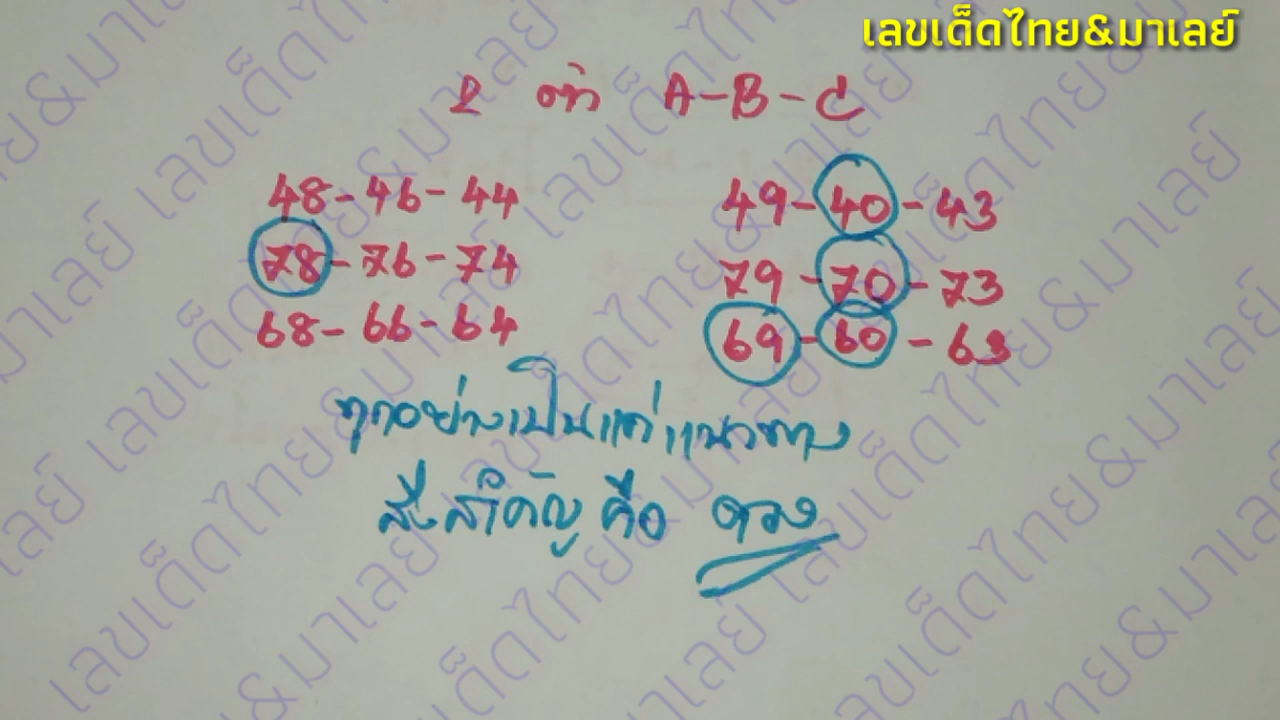 เลขเด็ดไทย&มาเลย์
2 ตัว A-B-C
48-46-44 49-40-43
78-76-74 79-70-73
68-66-64 69-60-63
ทุกอย่างเป็นแค่แนวทาง
สิ่งสำคัญ คือ ดวง